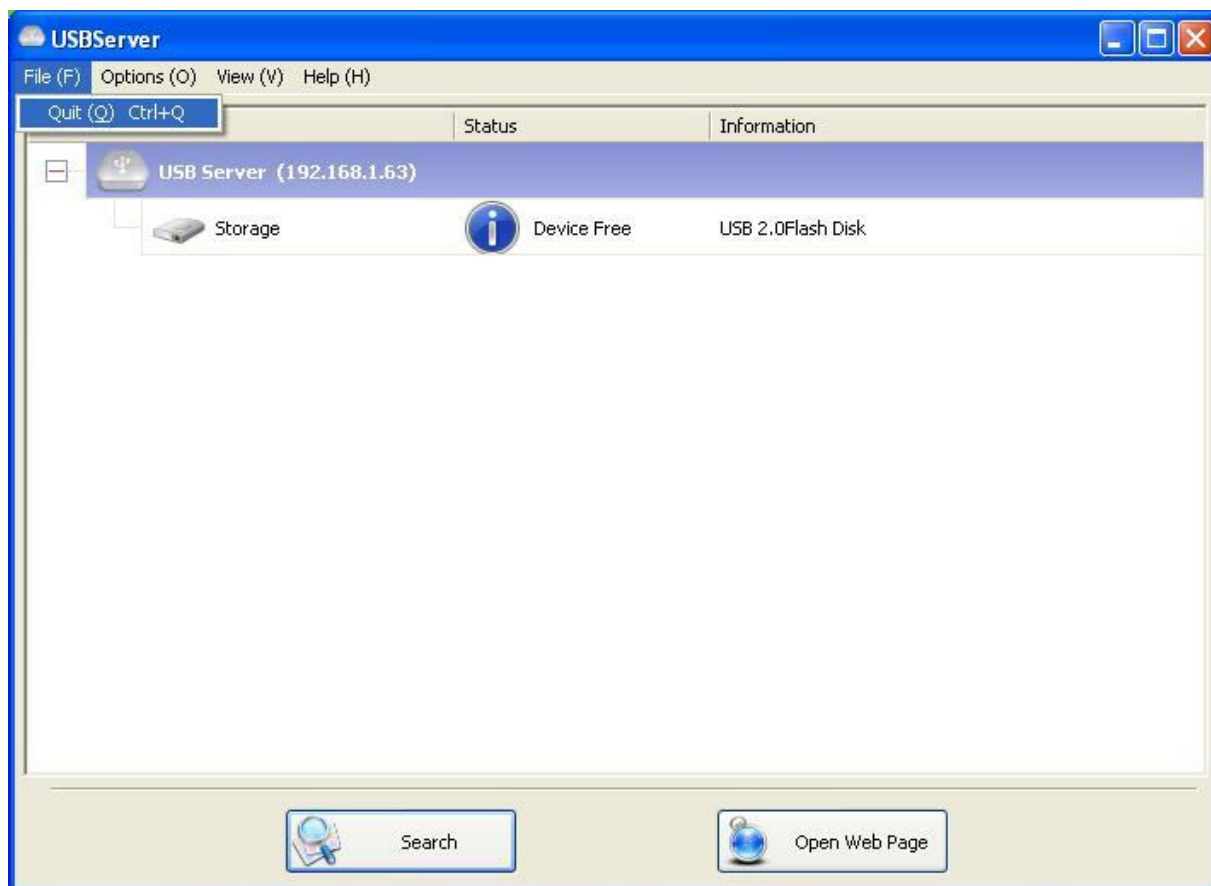 USBServer
File (F) Options (O) View (V) Help (H)
Quit (Q) Ctrl+Q
Status Information
USB Server (192.168.1.63)
Storage Device Free USB 2.0Flash Disk
Search Open Web Page